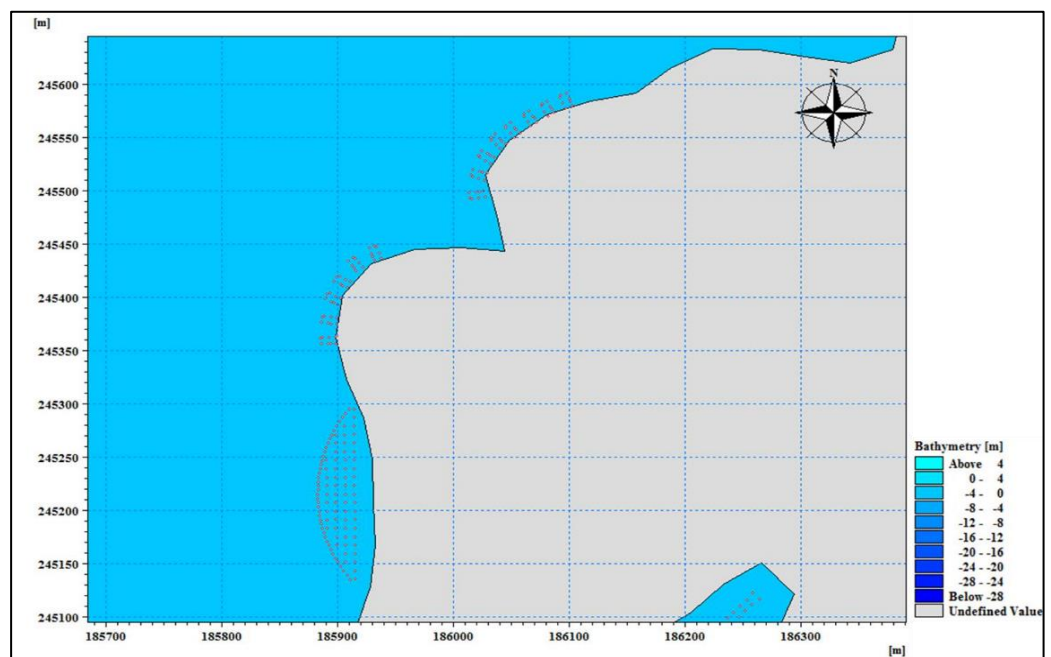 [m]
245600
245550
245500
245450
245400
245350
245300
245250
245200
245150
245100
185700 185800 185900 186000 186100 186200 186300
[m]
N
Bathymetry [m]
Above 4
0 - 4
-4 - 0
-8 - -4
-12 - -8
-16 - -12
-20 - -16
-24 - -20
-28 - -24
Below -28
Undefined Value